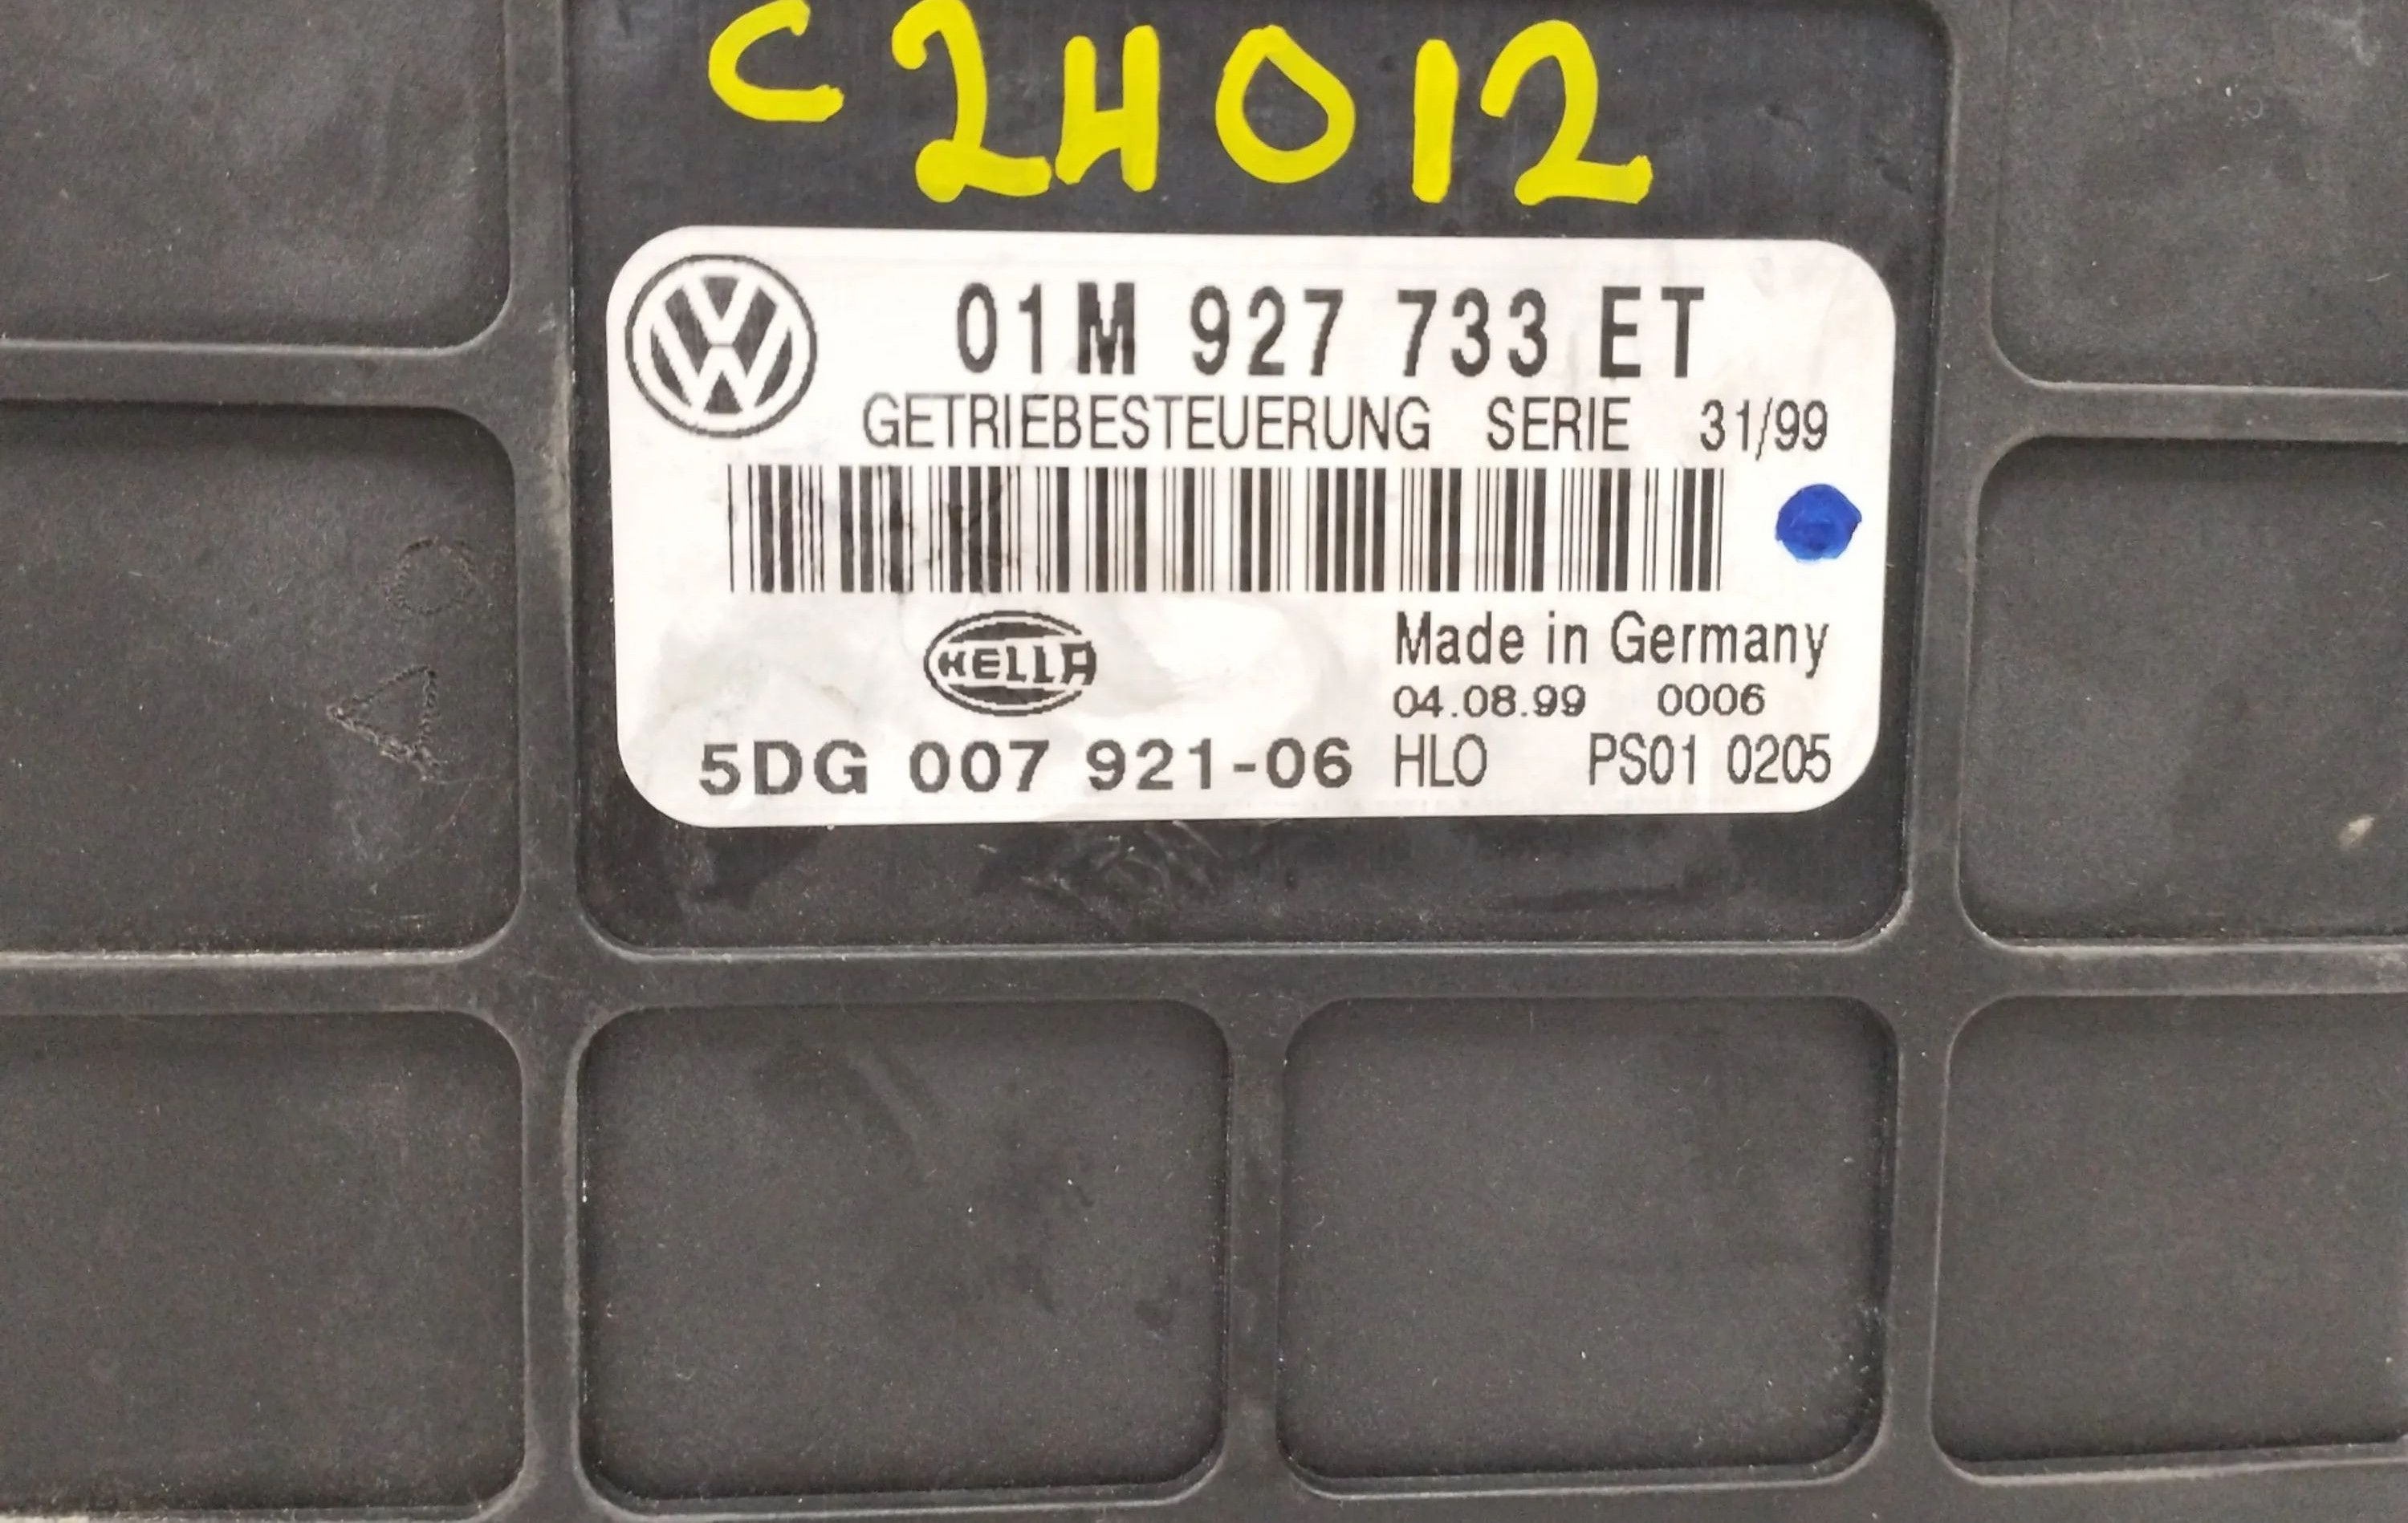 C24012
01M 927 733 ET
GETRIEBESTEUERUNG SERIE 31/99
HELLA
Made in Germany
04.08.99 0006
5DG 007 921-06 HLO PS01 0205